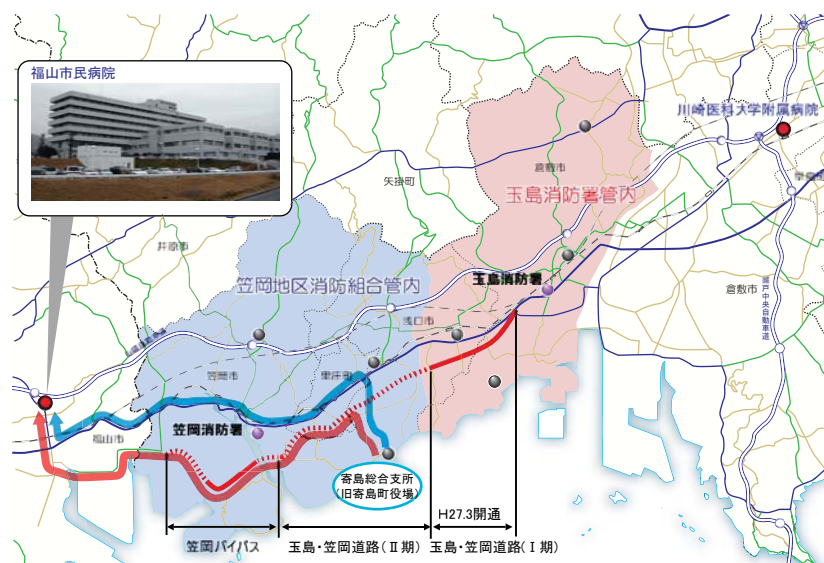 福山市民病院
川崎医科大学附属病院
倉敷市
矢掛町
玉島消防署管内
井原市
笠岡地区消防組合管内
玉島消防署
倉敷市
瀬戸中央自動車道
浅口市
山陽自動車道
笠岡市
里庄町
笠岡消防署
福山市
寄島総合支所
(旧寄島町役場)
H27.3開通
笠岡バイパス
玉島・笠岡道路(Ⅱ期)
玉島・笠岡道路(Ⅰ期)